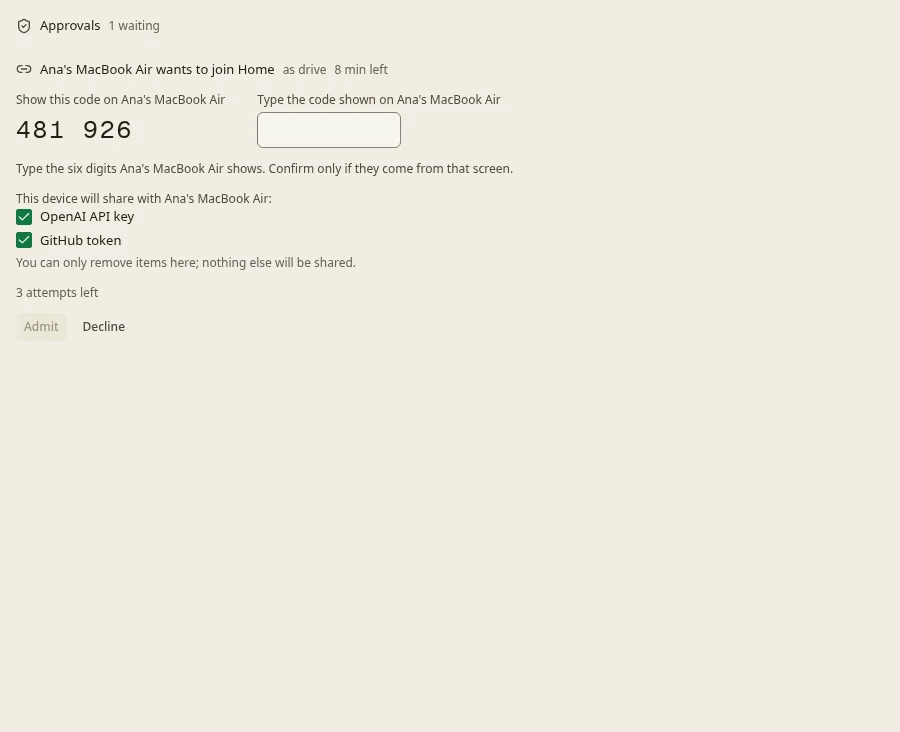 Approvals 1 waiting
Ana's MacBook Air wants to join Home as drive 8 min left
Show this code on Ana's MacBook Air
481 926
Type the code shown on Ana's MacBook Air
Type the six digits Ana's MacBook Air shows. Confirm only if they come from that screen.
This device will share with Ana's MacBook Air:
OpenAI API key
GitHub token
You can only remove items here; nothing else will be shared.
3 attempts left
Admit Decline